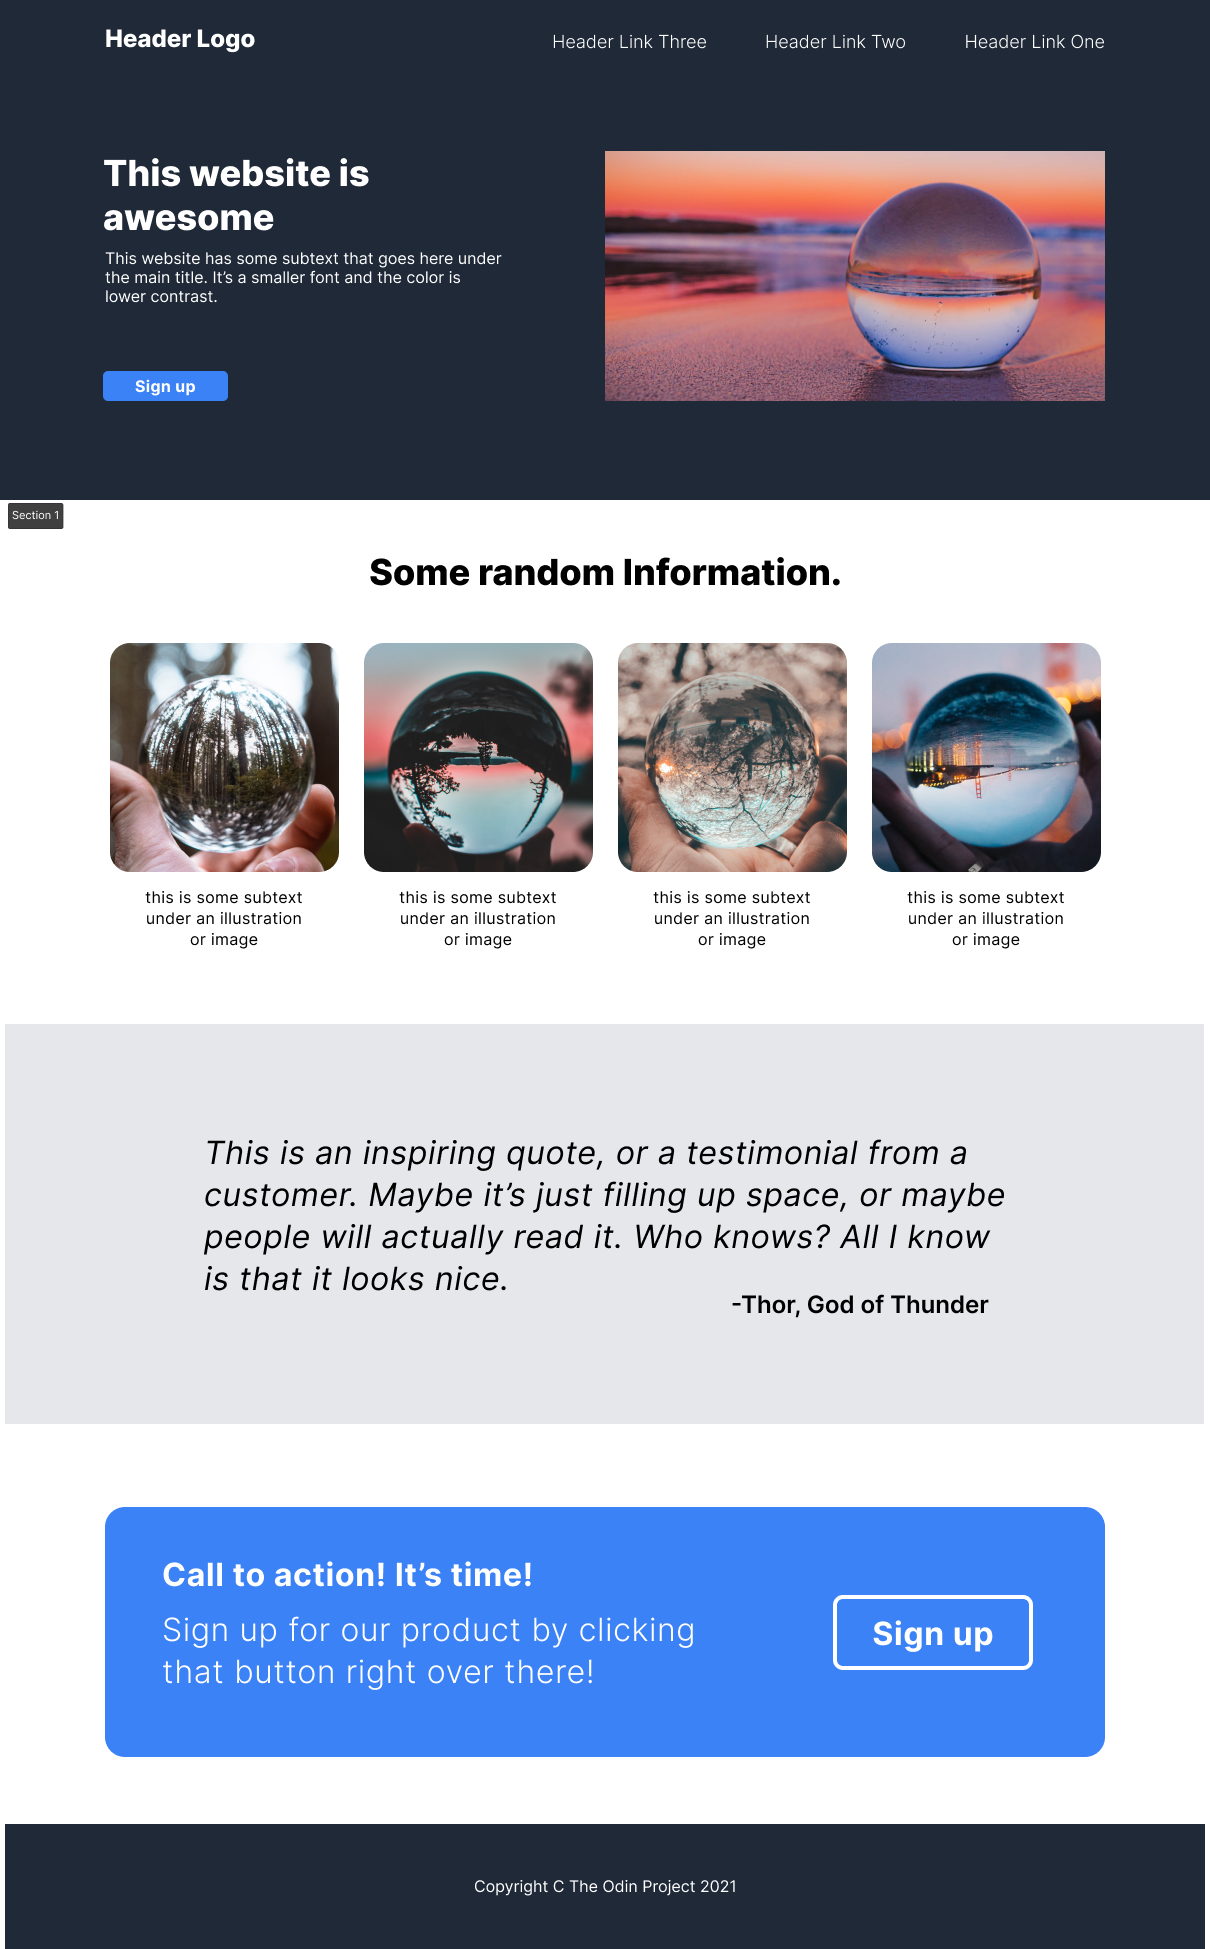 Header Logo
Header Link Three
Header Link Two
Header Link One
This website is
awesome
This website has some subtext that goes here under
the main title. It’s a smaller font and the color is
lower contrast.
Sign up
Section 1
Some random Information.
this is some subtext
under an illustration
or image
this is some subtext
under an illustration
or image
this is some subtext
under an illustration
or image
this is some subtext
under an illustration
or image
This is an inspiring quote, or a testimonial from a
customer. Maybe it’s just filling up space, or maybe
people will actually read it. Who knows? All I know
is that it looks nice.
-Thor, God of Thunder
Call to action! It’s time!
Sign up for our product by clicking
that button right over there!
Sign up
Copyright C The Odin Project 2021